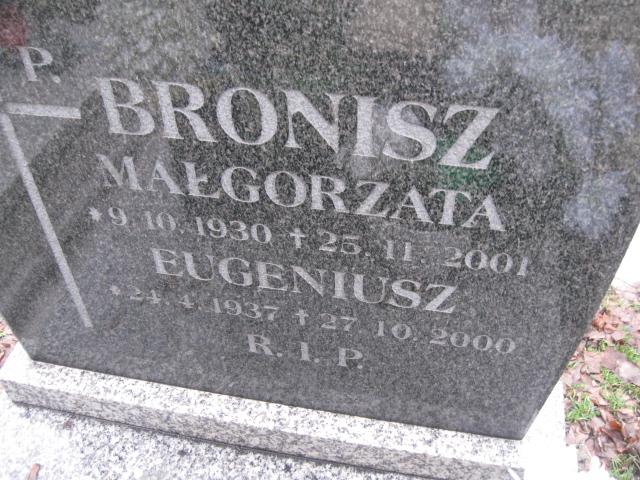 P.
BRONISZ
MAŁGORZATA
*9.10.1930 † 25.11.2001
EUGENIUSZ
*24.4.1937 † 27.10.2000
R.I.P.